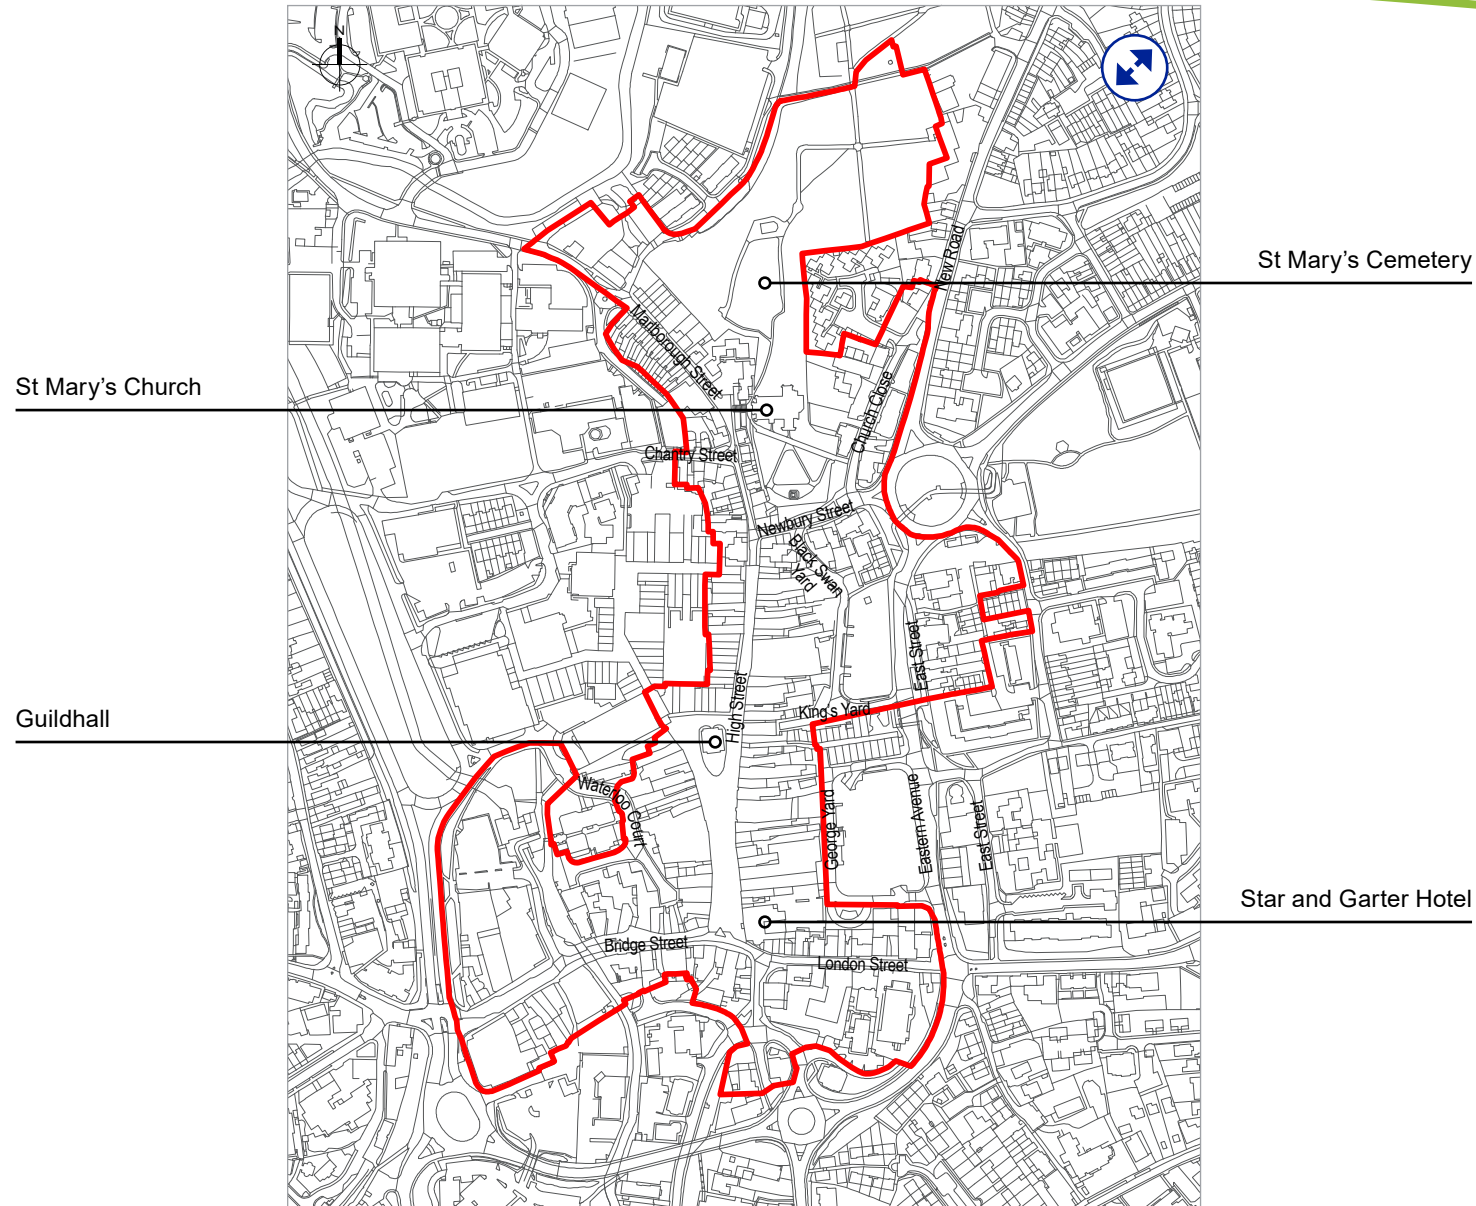 N
St Mary's Cemetery
New Road
Marlborough Street
St Mary's Church
Church Close
Chantry Street
Newbury Street
Black Swan
Yard
East Street
High Street
King's Yard
Guildhall
Waterloo Court
George Yard
Eastern Avenue
East Street
Star and Garter Hotel
Bridge Street
London Street